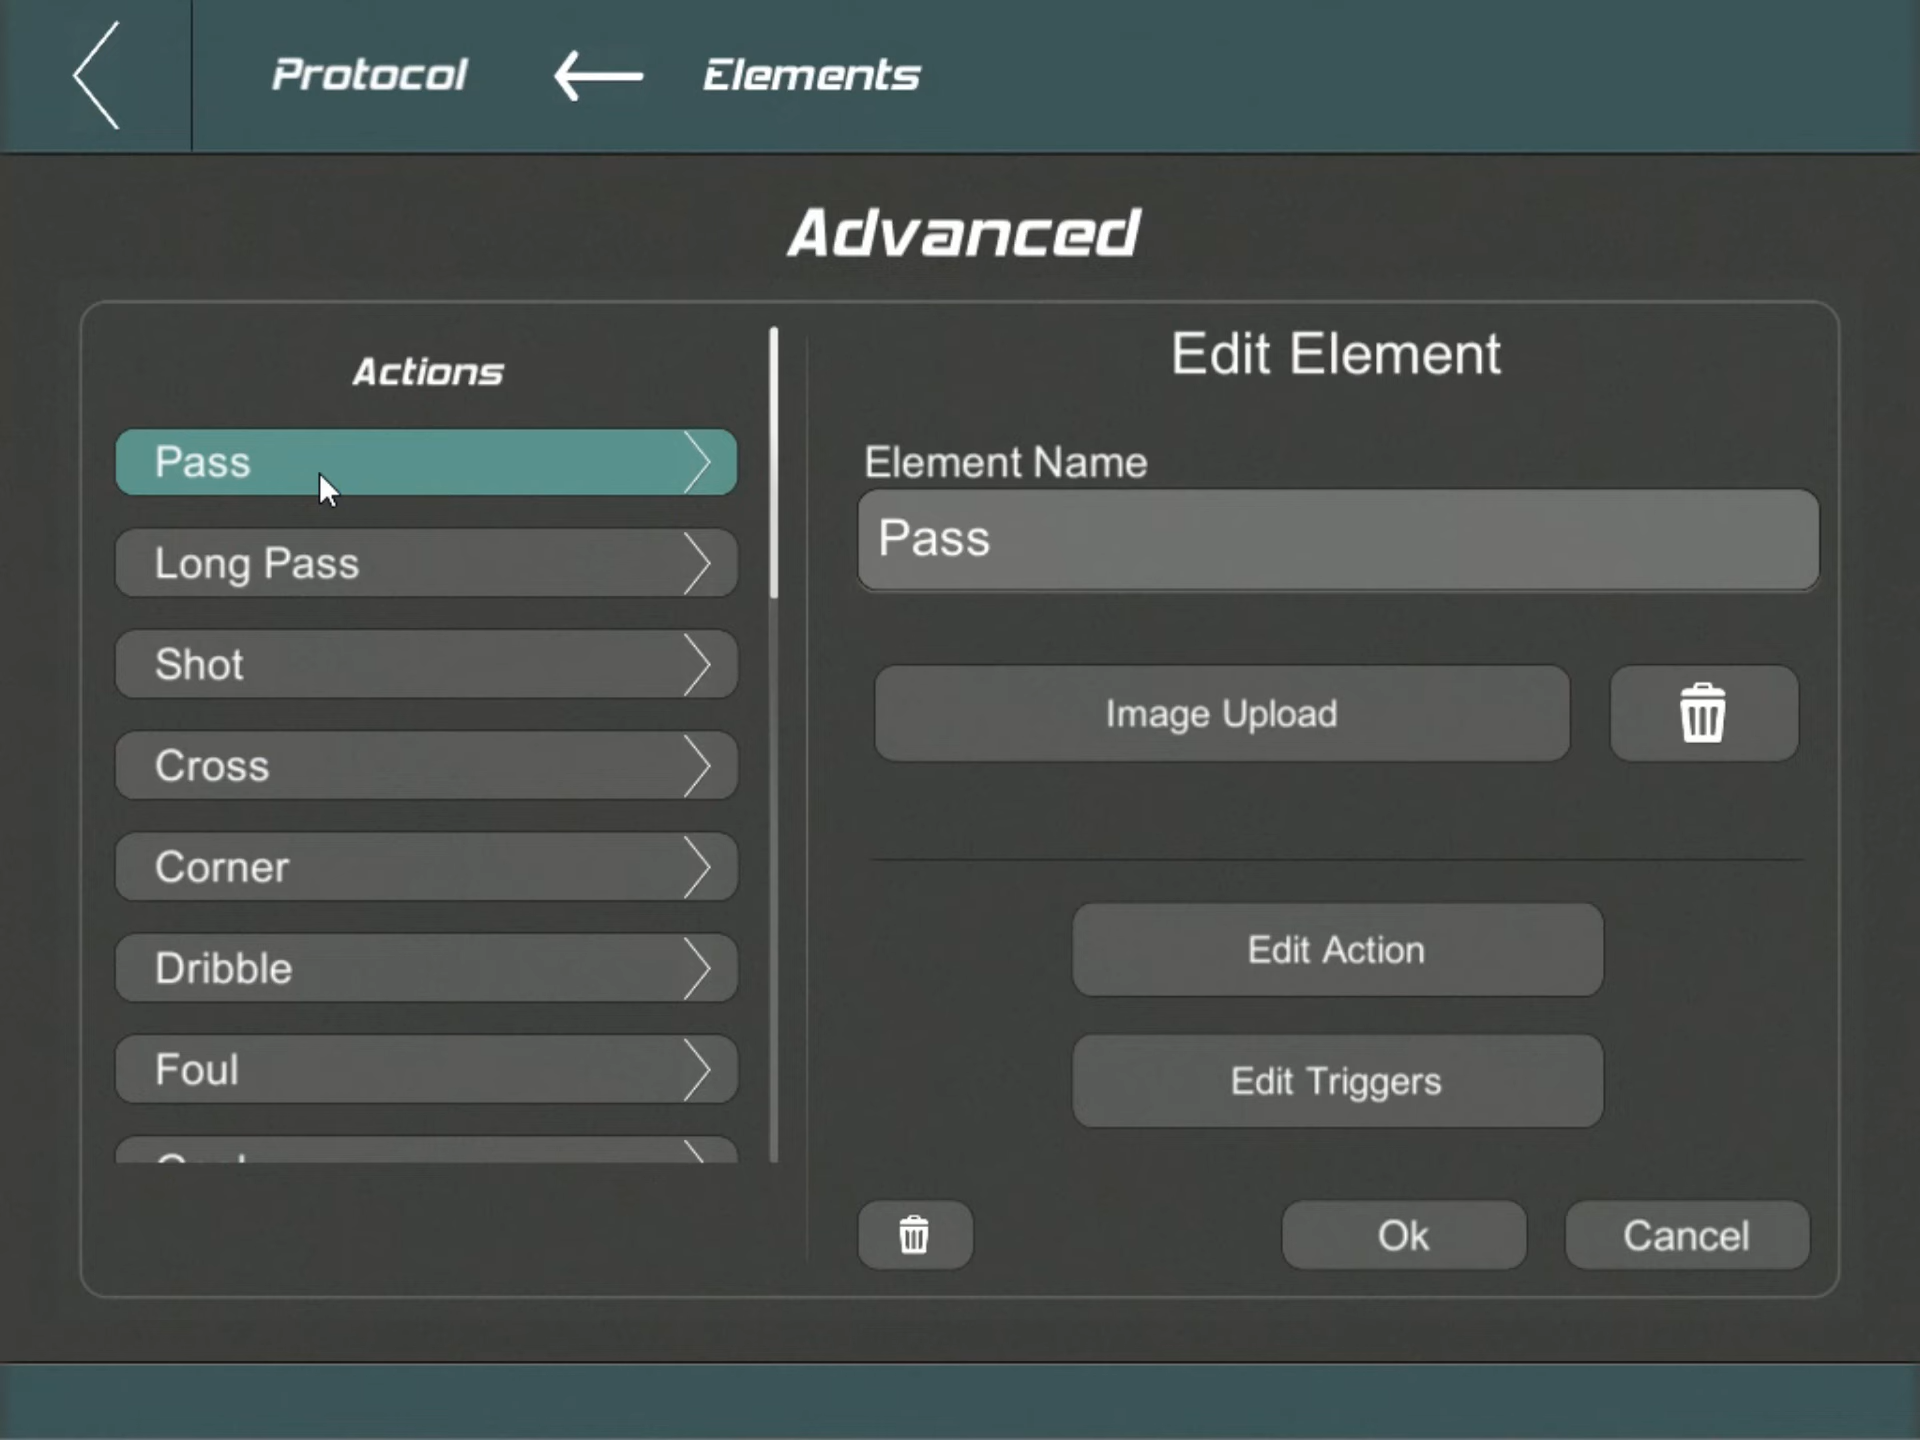 Protocol
Elements
Advanced
Actions
Pass
Long Pass
Shot
Cross
Corner
Dribble
Foul
Edit Element
Element Name
Pass
Image Upload
Edit Action
Edit Triggers
Ok
Cancel